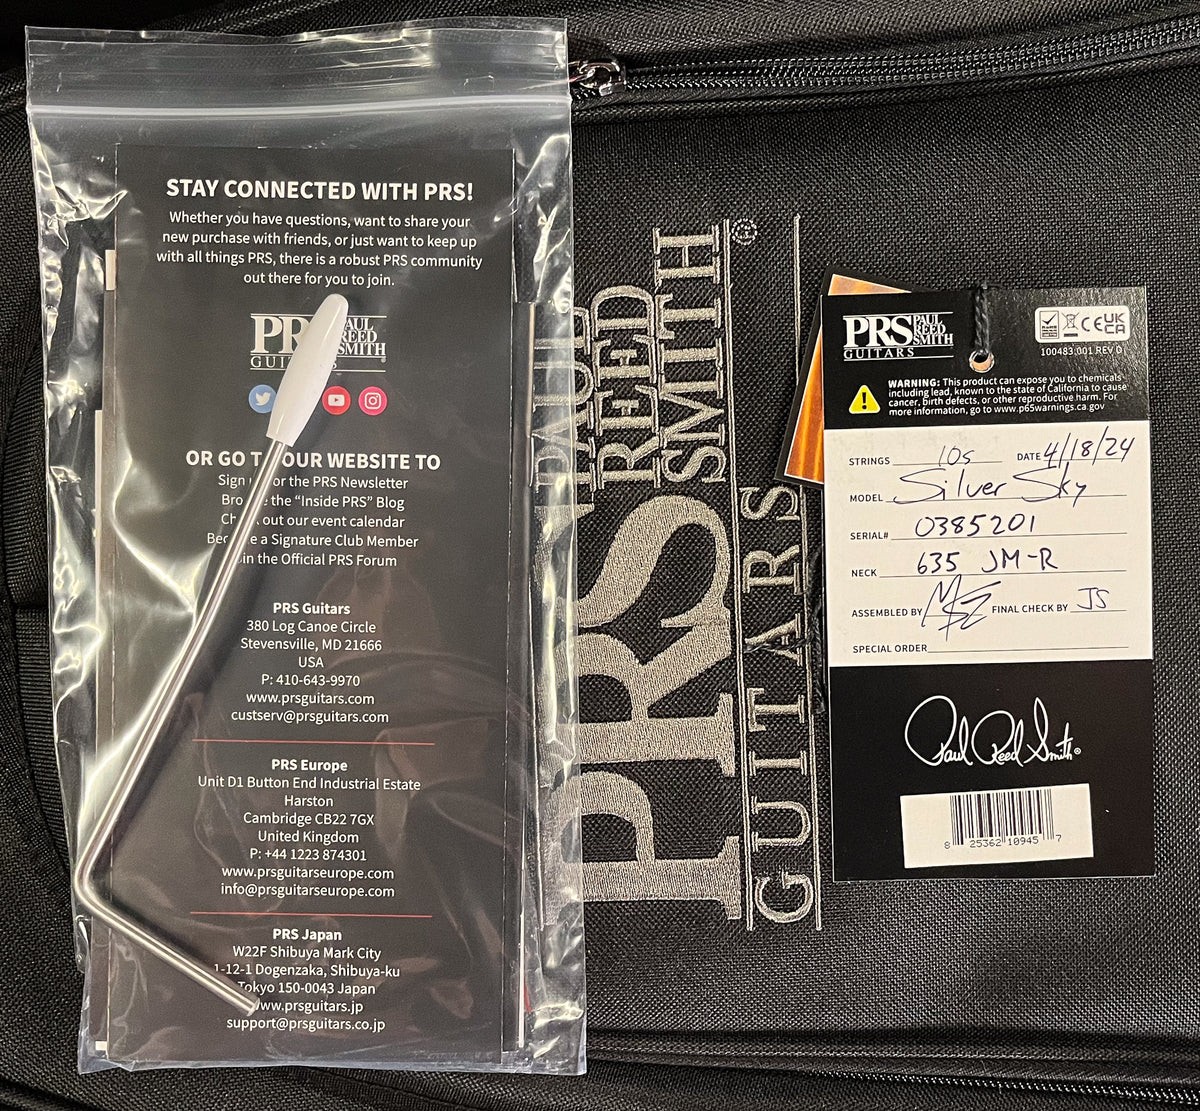 STAY CONNECTED WITH PRS!
Whether you have questions, want to share your
new purchase with friends, or just want to keep up
with all things PRS, there is a robust PRS community
out there for you to join.
PRS
REED
SMITH
GUITARS
OR GO YOUR WEBSITE TO
Sign for the PRS Newsletter
the “Inside PRS” Blog
out our event calendar
a Signature Club Member
the Official PRS Forum
PRS Guitars
380 Log Canoe Circle
Stevensville, MD 21666
USA
P: 410-643-9970
www.prsguitars.com
custserv@prsguitars.com
PRS Europe
Unit D1 Button End Industrial Estate
Harston
Cambridge CB22 7GX
United Kingdom
P: +44 1223 874301
www.prsguitarseurope.com
info@prsguitarseurope.com
PRS Japan
W22F Shibuya Mark City
1-12-1 Dogenzaka, Shibuya-ku
Tokyo 150-0043 Japan
www.prsguitars.jp
support@prsguitars.co.jp
PAUL
REED
SMITH®
PRS
GUITARS
PRS PAUL
REED
SMITH
GUITARS
CE UK
CA
100483:001 REV 0
WARNING: This product can expose you to chemicals
including lead, known to the state of California to cause
cancer, birth defects, or other reproductive harm. For
more information, go to www.p65warnings.ca.gov
STRINGS 10s DATE 4/18/24
MODEL Silver Sky
SERIAL# 0385201
NECK 635 JM-R
ASSEMBLED BY FINAL CHECK BY JS
SPECIAL ORDER
Paul Reed Smith®
8 25362 10945 7